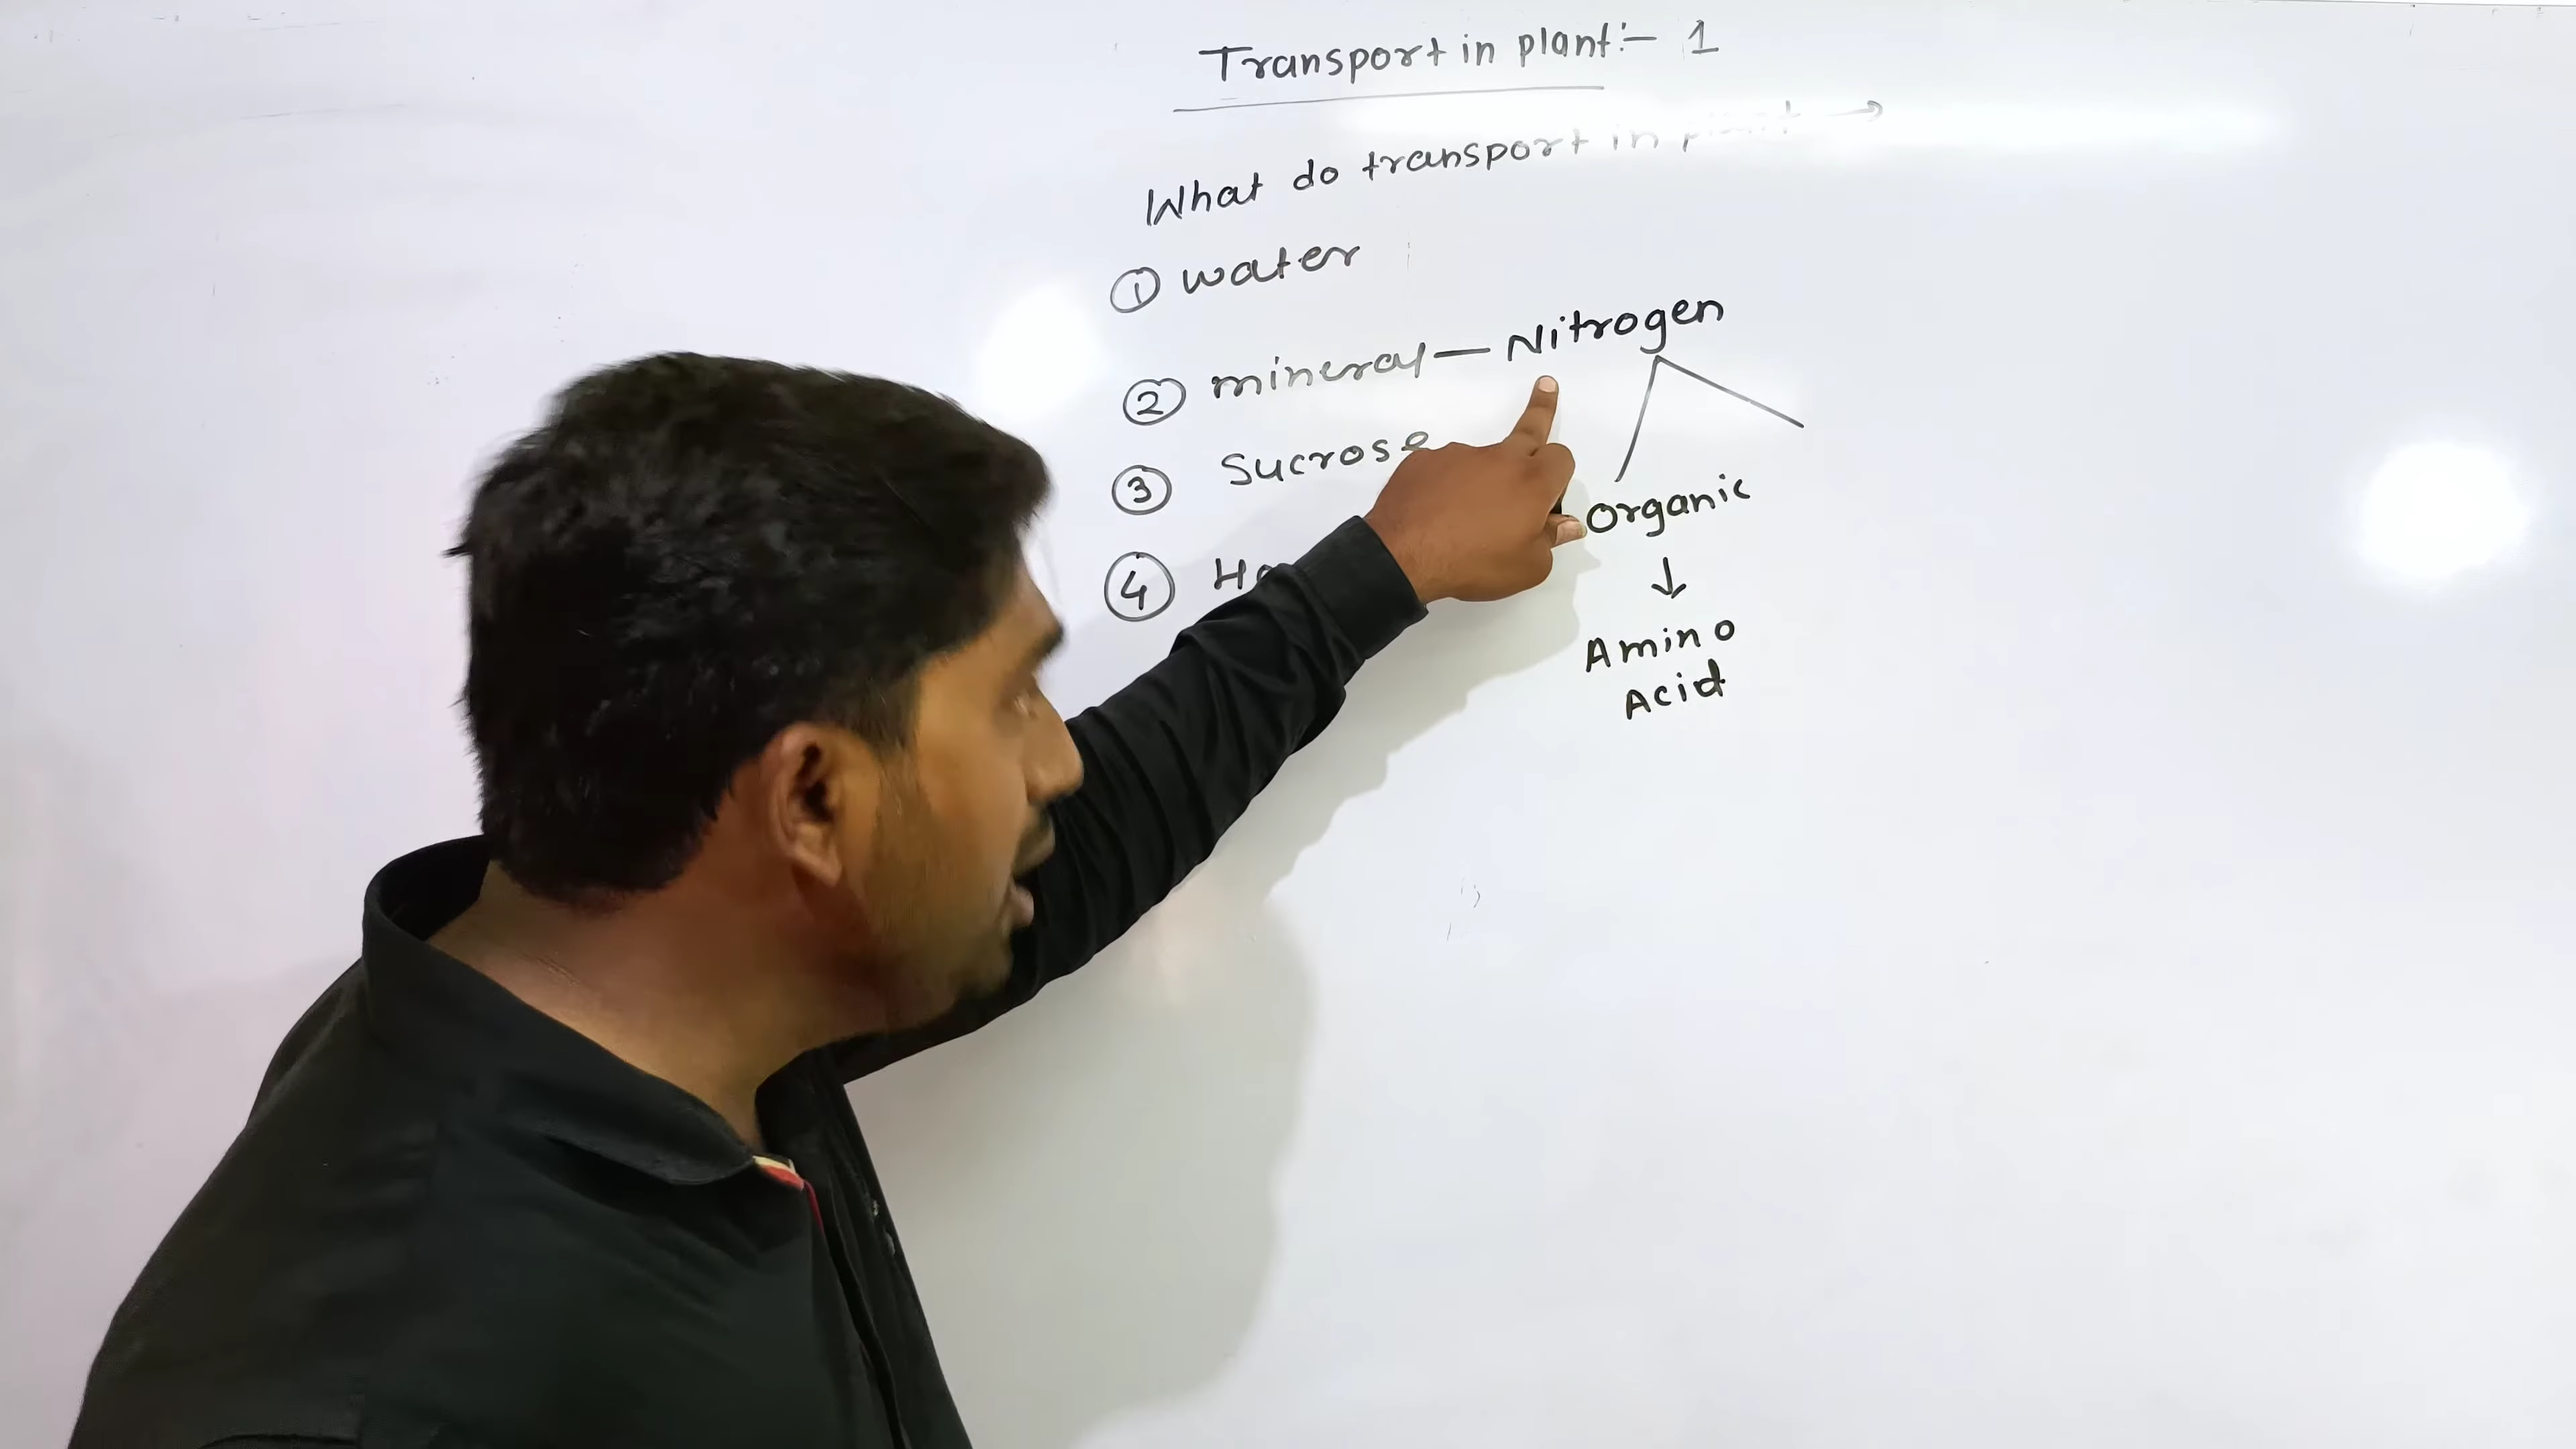 Transport in plant:- 1
What do transport in plant →
① water
② mineral — Nitrogen
③ Sucrose
④
Organic
↓
Amino
Acid